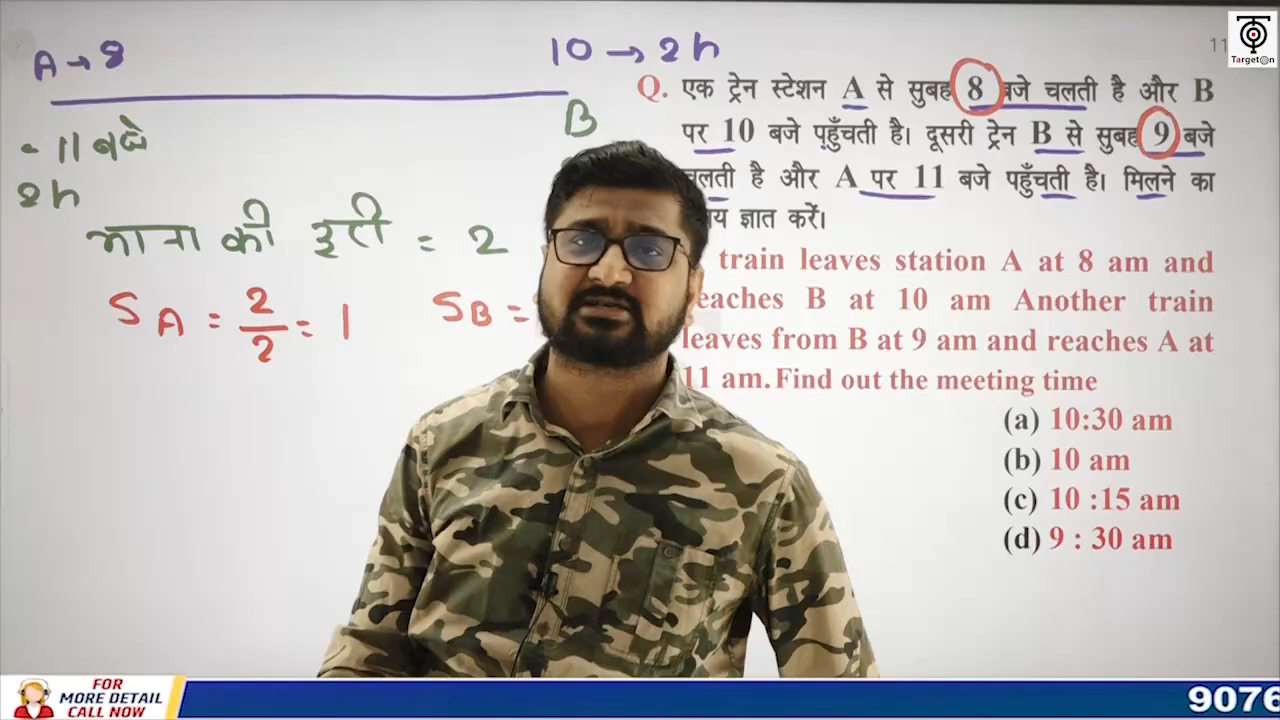 A → 8
10 → 2h
11
TargetOn
B
- 11 बजे
2h
माना की दूरी = 2
S A = 2/2 = 1
S B =
Q. एक ट्रेन स्टेशन A से सुबह 8 बजे चलती है और B
पर 10 बजे पहुँचती है। दूसरी ट्रेन B से सुबह 9 बजे
चलती है और A पर 11 बजे पहुँचती है। मिलने का
ज्ञात करें।
train leaves station A at 8 am and
reaches B at 10 am Another train
leaves from B at 9 am and reaches A at
11 am. Find out the meeting time
(a) 10:30 am
(b) 10 am
(c) 10 :15 am
(d) 9 : 30 am
FOR
MORE DETAIL
CALL NOW
9076